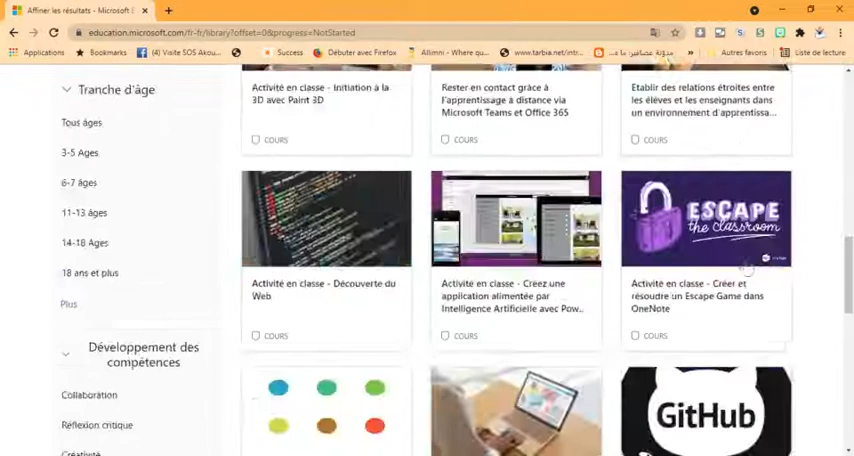 Affiner les résultats - Microsoft E
education.microsoft.com/fr-fr/library?offset=0&progress=NotStarted
Applications
Bookmarks
(4) Visite SOS Akou...
Success
Débuter avec Firefox
Allimni - Where qu...
www.tarbia.net/intr...
مدوّنة عصافير: ما ه...
»
Autres favoris
Liste de lecture
Tranche d'âge
Tous âges
3-5 Ages
6-7 âges
11-13 âges
14-18 Ages
18 ans et plus
Plus
Développement des
compétences
Collaboration
Réflexion critique
Créativité
Activité en classe - Initiation à la
3D avec Paint 3D
COURS
Rester en contact grâce à
l'apprentissage à distance via
Microsoft Teams et Office 365
COURS
Etablir des relations étroites entre
les élèves et les enseignants dans
un environnement d'apprentissa...
COURS
Activité en classe - Découverte du
Web
COURS
Activité en classe - Créez une
application alimentée par
Intelligence Artificielle avec Pow...
COURS
ESCAPE
the classroom
Activité en classe - Créer et
résoudre un Escape Game dans
OneNote
COURS
GitHub